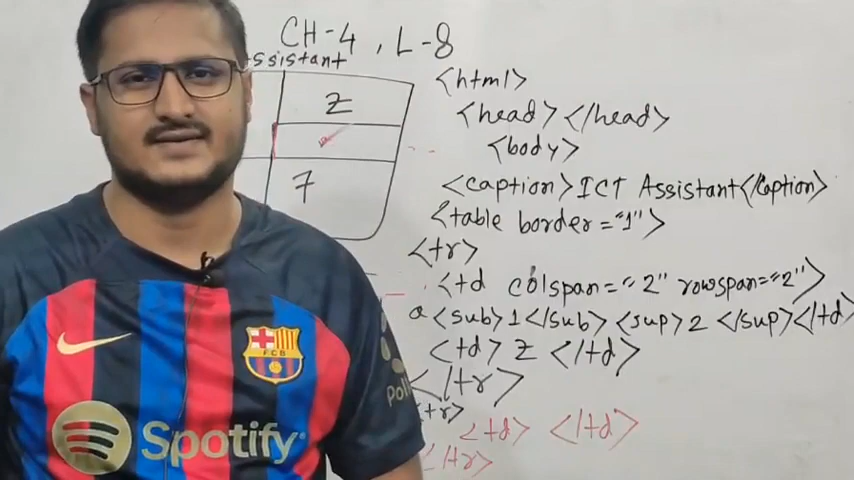 CH-4, L-8
ssistant
Z
7
<html>
<head></head>
<body>
<caption>ICT Assistant</Caption>
<table border="1">
<tr>
<td colspan="2" rowspan="2">
a<sub>1</sub><sup>2</sup></td>
<td>Z</td>
</tr>
<tr>
<td> </td>
</tr>
FCB
Spotify
Pol